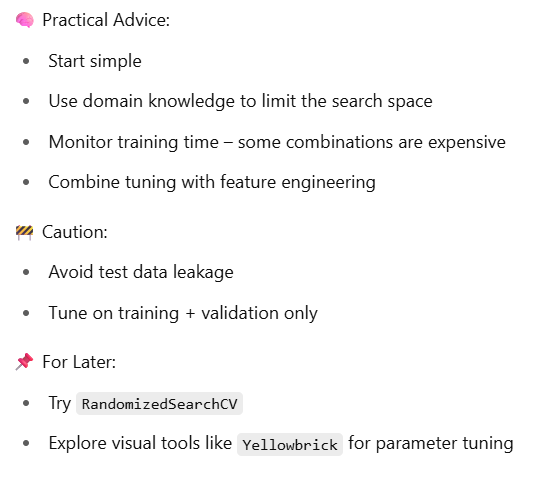 🧠 Practical Advice:
• Start simple
• Use domain knowledge to limit the search space
• Monitor training time – some combinations are expensive
• Combine tuning with feature engineering
🚧 Caution:
• Avoid test data leakage
• Tune on training + validation only
📌 For Later:
• Try RandomizedSearchCV
• Explore visual tools like Yellowbrick for parameter tuning